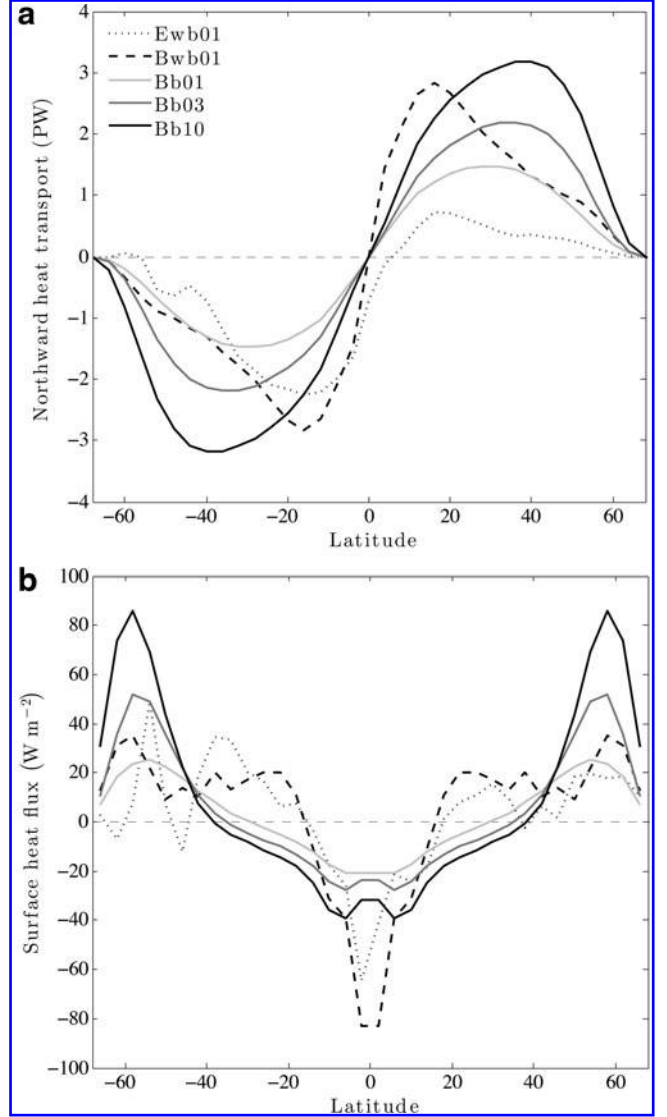 a
4
3
2
1
0
−1
−2
−3
−4
Northward heat transport (PW)
Ewb01
Bwb01
Bb01
Bb03
Bb10
−60 −40 −20 0 20 40 60
Latitude
b
100
80
60
40
20
0
−20
−40
−60
−80
−100
Surface heat flux (W m⁻²)
−60 −40 −20 0 20 40 60
Latitude